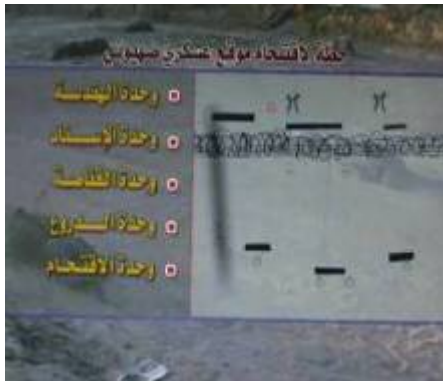 خطة لاقتحام موقع عسكري صهيوني
وحدة الهندسة
وحدة الإسناد
وحدة القناصة
وحدة الدروع
وحدة الاقتحام